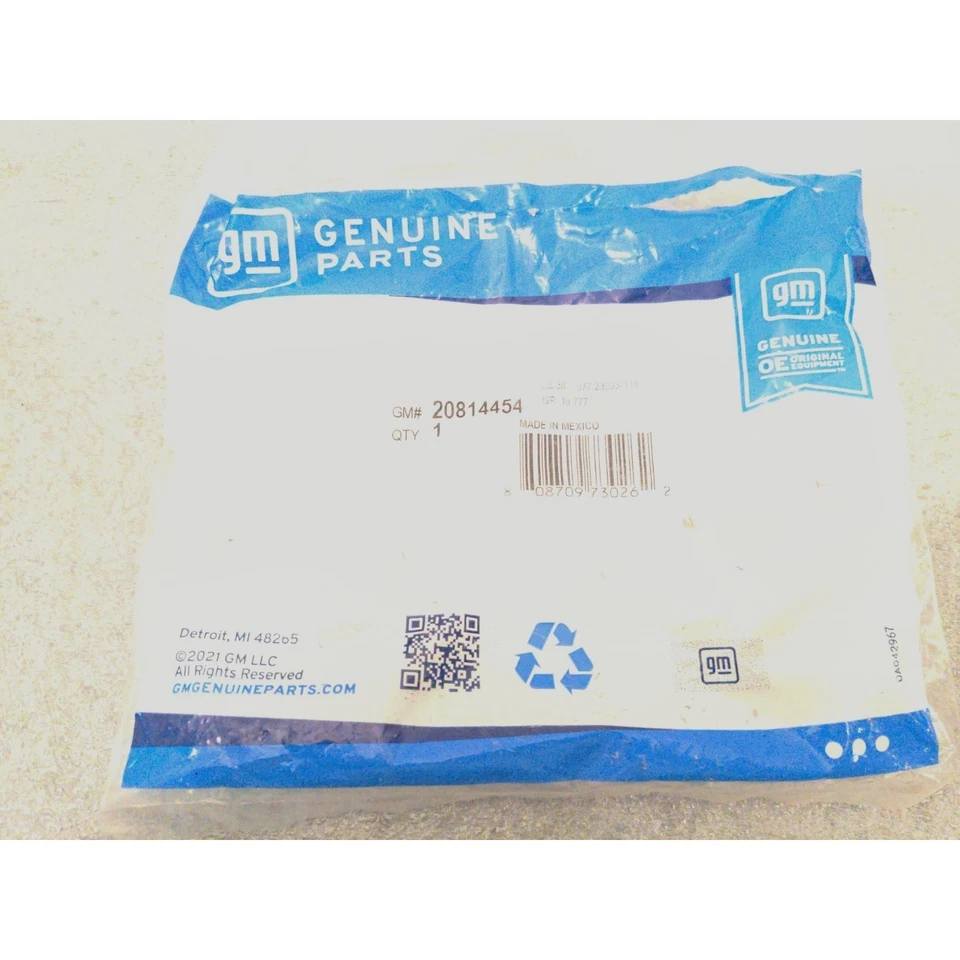 gm GENUINE
PARTS
gm
GENUINE
OE ORIGINAL
EQUIPMENT™
GM# 20814454
QTY 1
MADE IN MEXICO
8 08709 73026 2
Detroit, MI 48265
©2021 GM LLC
All Rights Reserved
GMGENUINEPARTS.COM
gm